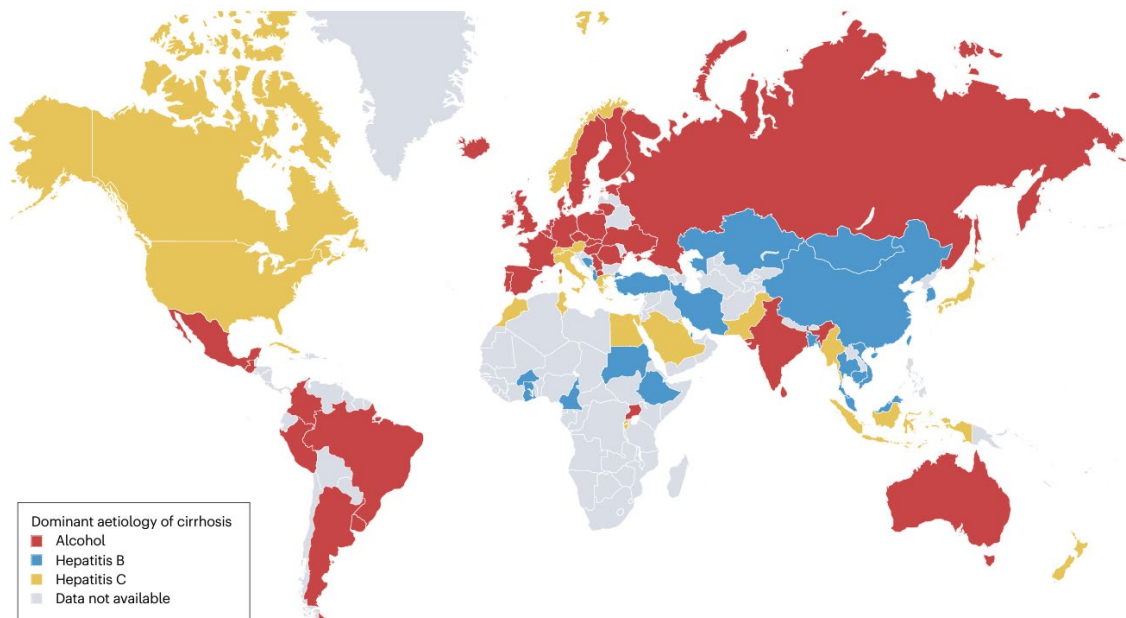 Dominant aetiology of cirrhosis
Alcohol
Hepatitis B
Hepatitis C
Data not available